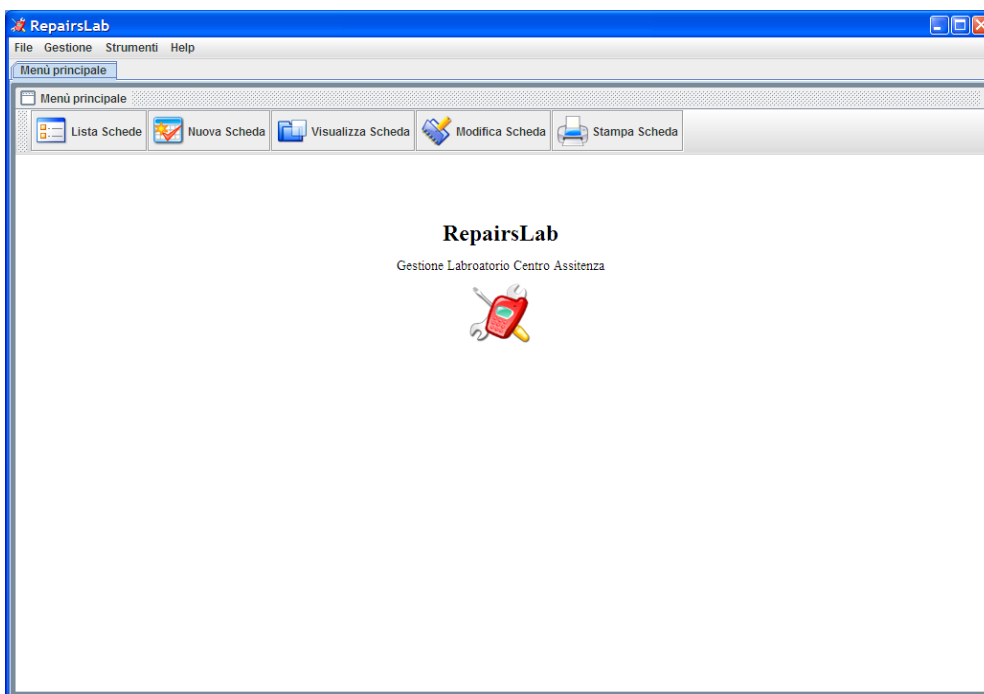 RepairsLab
File Gestione Strumenti Help
Menù principale
Menù principale
Lista Schede Nuova Scheda Visualizza Scheda Modifica Scheda Stampa Scheda
RepairsLab
Gestione Labroatorio Centro Assitenza